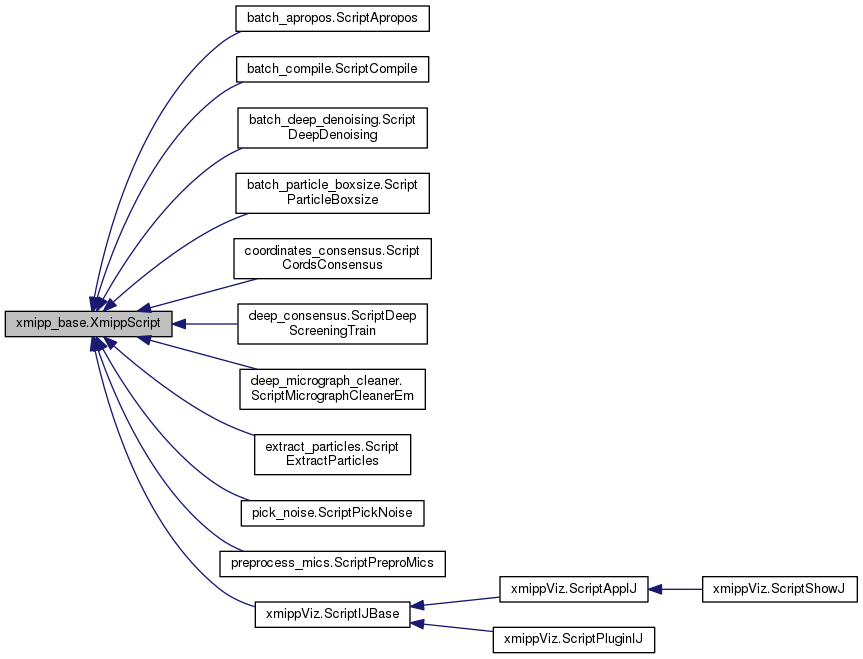 batch_apropos.ScriptApropos
batch_compile.ScriptCompile
batch_deep_denoising.Script
DeepDenoising
batch_particle_boxsize.Script
ParticleBoxsize
coordinates_consensus.Script
CordsConsensus
xmipp_base.XmippScript
deep_consensus.ScriptDeep
ScreeningTrain
deep_micrograph_cleaner.
ScriptMicrographCleanerEm
extract_particles.Script
ExtractParticles
pick_noise.ScriptPickNoise
preprocess_mics.ScriptPreproMics
xmippViz.ScriptIJBase
xmippViz.ScriptAppIJ
xmippViz.ScriptShowJ
xmippViz.ScriptPluginIJ